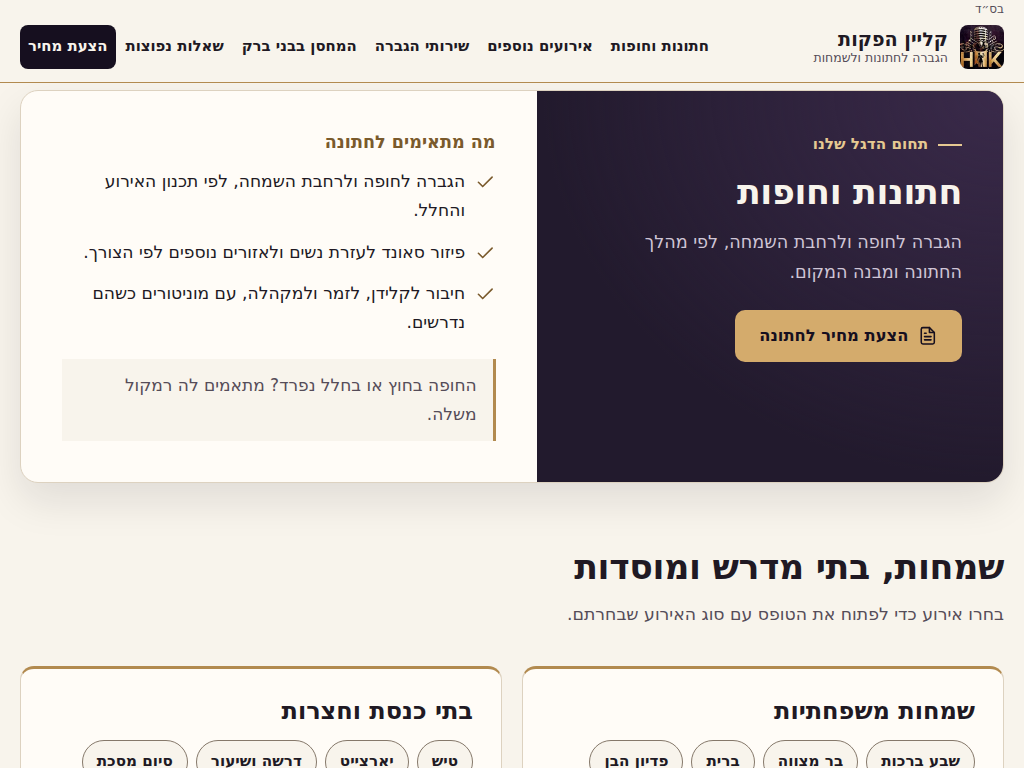 בס״ד
קליין הפקות
הגברה לחתונות ולשמחות
חתונות וחופות
אירועים נוספים
שירותי הגברה
המחסן בבני ברק
שאלות נפוצות
הצעת מחיר
תחום הדגל שלנו
חתונות וחופות
הגברה לחופה ולרחבת השמחה, לפי מהלך
החתונה ומבנה המקום.
הצעת מחיר לחתונה
מה מתאימים לחתונה
הגברה לחופה ולרחבת השמחה, לפי תכנון האירוע
והחלל.
פיזור סאונד לעזרת נשים ולאזורים נוספים לפי הצורך.
חיבור לקלידן, לזמר ולמקהלה, עם מוניטורים כשהם
נדרשים.
החופה בחוץ או בחלל נפרד? מתאמים לה רמקול
משלה.
שמחות, בתי מדרש ומוסדות
בחרו אירוע כדי לפתוח את הטופס עם סוג האירוע שבחרתם.
שמחות משפחתיות
שבע ברכות
בר מצווה
ברית
פדיון הבן
בתי כנסת וחצרות
טיש
יארצייט
דרשה ושיעור
סיום מסכת